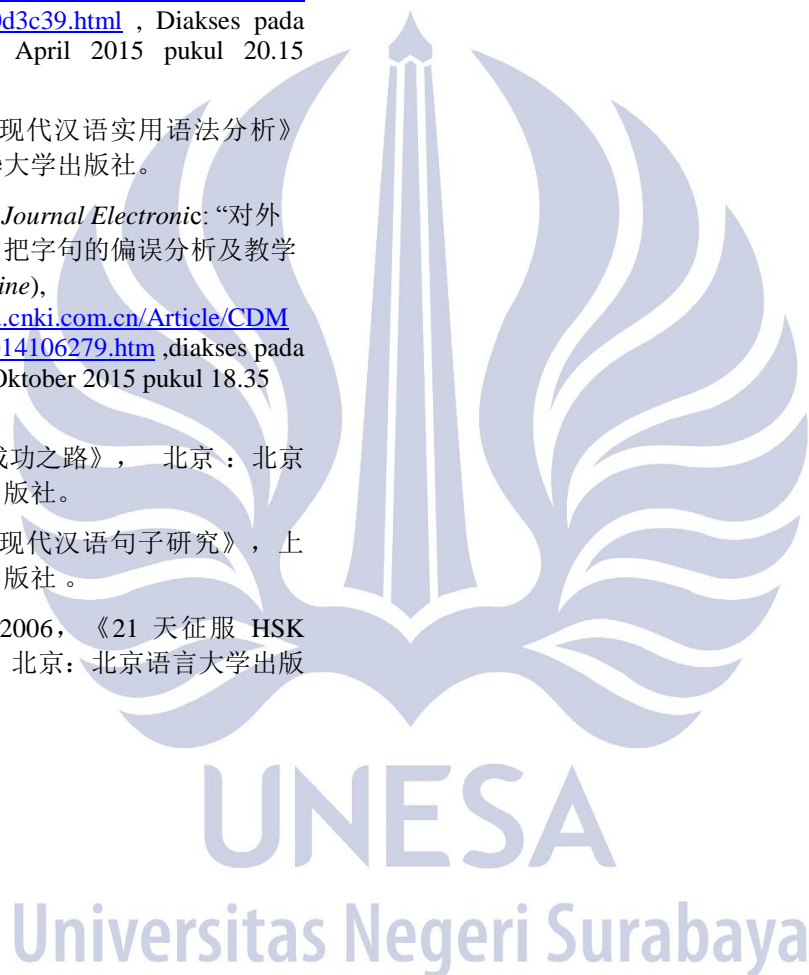 0d3c39.html , Diakses pada
April 2015 pukul 20.15
现代汉语实用语法分析》
大学出版社。
Journal Electronic: “对外
把字句的偏误分析及教学
ine),
.cnki.com.cn/Article/CDM
14106279.htm ,diakses pada
Oktober 2015 pukul 18.35
成功之路》， 北京 ：北京
版社。
现代汉语句子研究》，上
版社 。
2006， 《21 天征服 HSK
北京：北京语言大学出版
UNESA
Universitas Negeri Surabaya